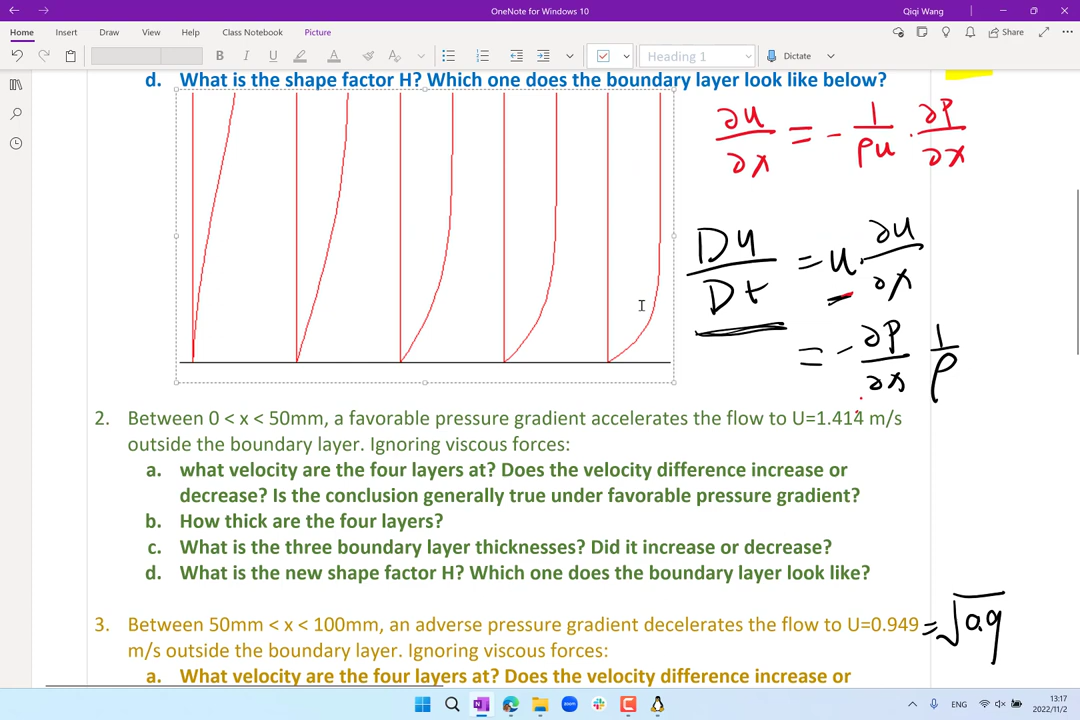 OneNote for Windows 10
Qiqi Wang
Home Insert Draw View Help Class Notebook Picture
Share
B I U A Heading 1 Dictate
d. What is the shape factor H? Which one does the boundary layer look like below?
∂u/∂x = - 1/ρu · ∂P/∂x
Du/Dt = u · ∂u/∂x
= - ∂P/∂x 1/ρ
2. Between 0 < x < 50mm, a favorable pressure gradient accelerates the flow to U=1.414 m/s
outside the boundary layer. Ignoring viscous forces:
a. what velocity are the four layers at? Does the velocity difference increase or
decrease? Is the conclusion generally true under favorable pressure gradient?
b. How thick are the four layers?
c. What is the three boundary layer thicknesses? Did it increase or decrease?
d. What is the new shape factor H? Which one does the boundary layer look like?
3. Between 50mm < x < 100mm, an adverse pressure gradient decelerates the flow to U=0.949 = √0.9
m/s outside the boundary layer. Ignoring viscous forces:
a. What velocity are the four layers at? Does the velocity difference increase or
zoom
ENG
13:17
2022/11/2